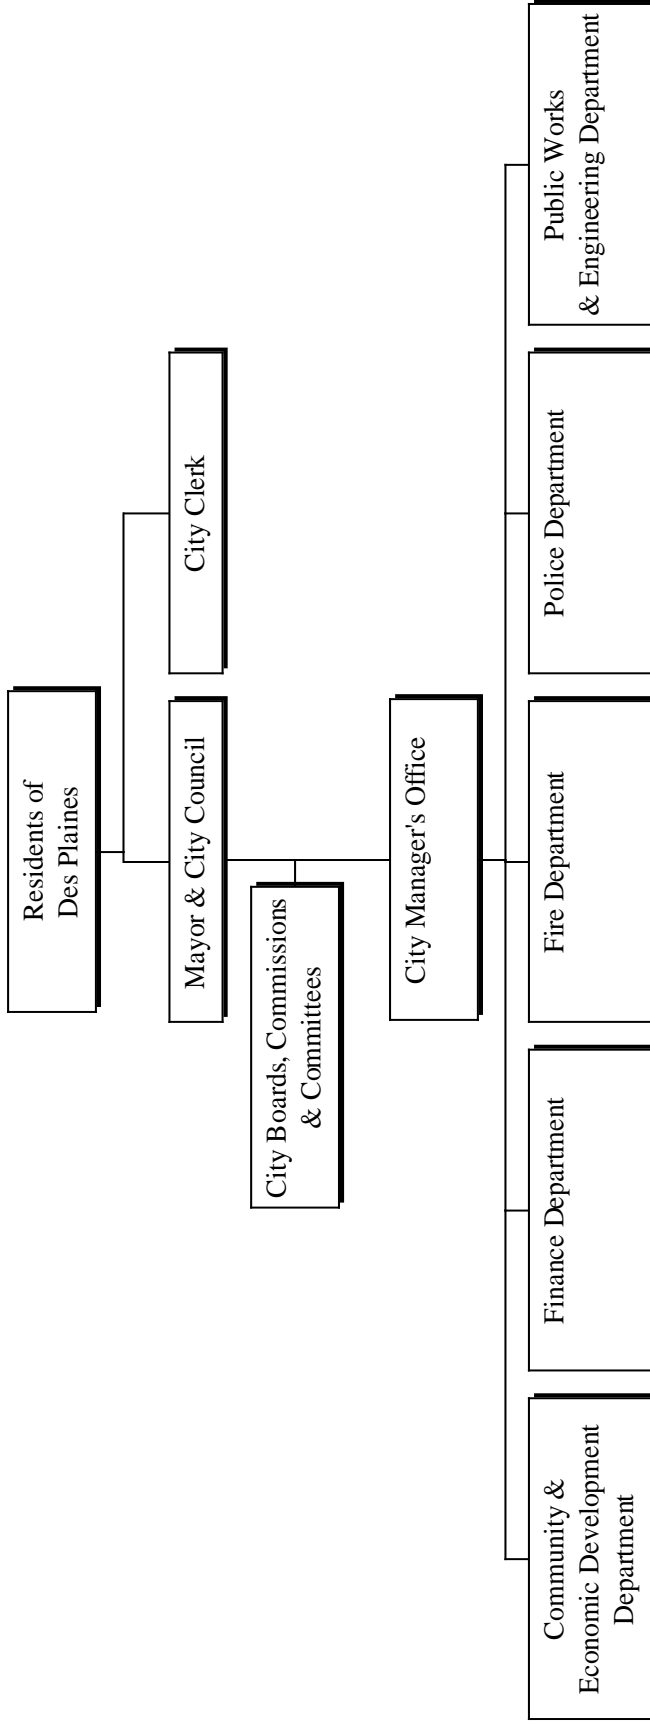 Residents of
Des Plaines
Mayor & City Council
City Clerk
City Boards, Commissions
& Committees
City Manager's Office
Community &
Economic Development
Department
Finance Department
Fire Department
Police Department
Public Works
& Engineering Department